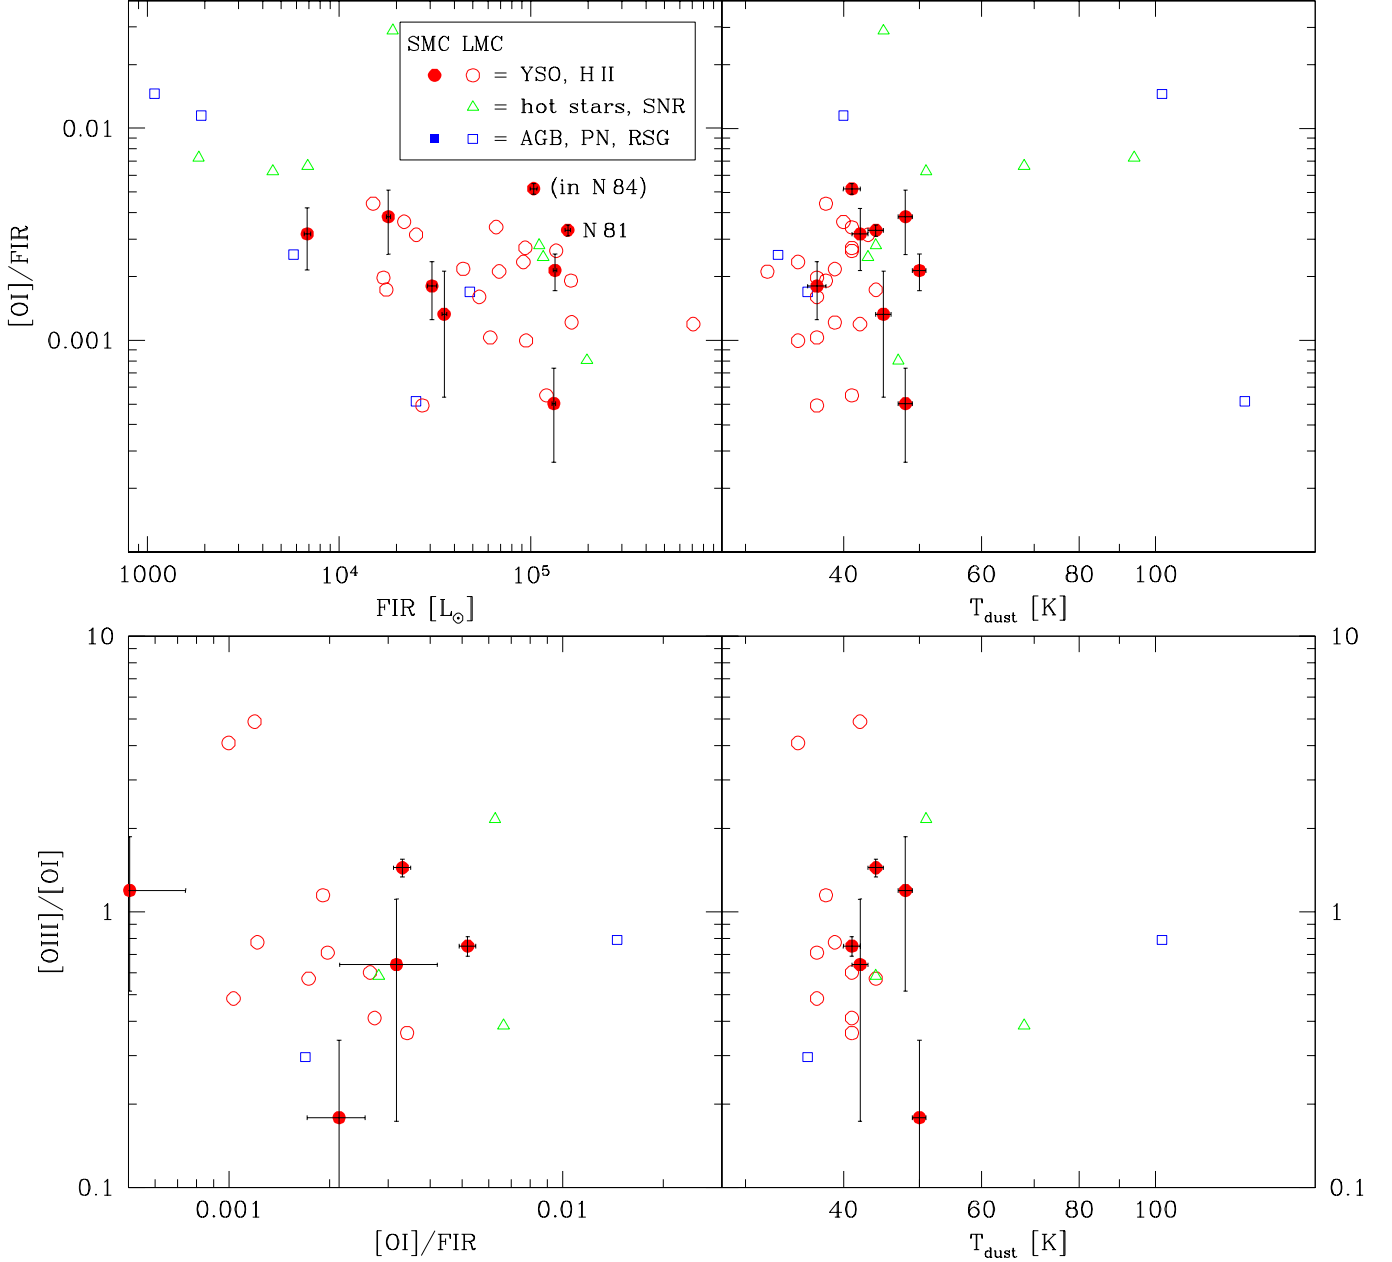 SMC LMC
= YSO, H II
= hot stars, SNR
= AGB, PN, RSG
(in N 84)
N 81
0.01
0.001
[OI]/FIR
1000 10⁴ 10⁵
FIR [L☉]
40 60 80 100
T_dust [K]
10
1
0.1
[OIII]/[OI]
0.001 0.01
[OI]/FIR
40 60 80 100
T_dust [K]
10
1
0.1